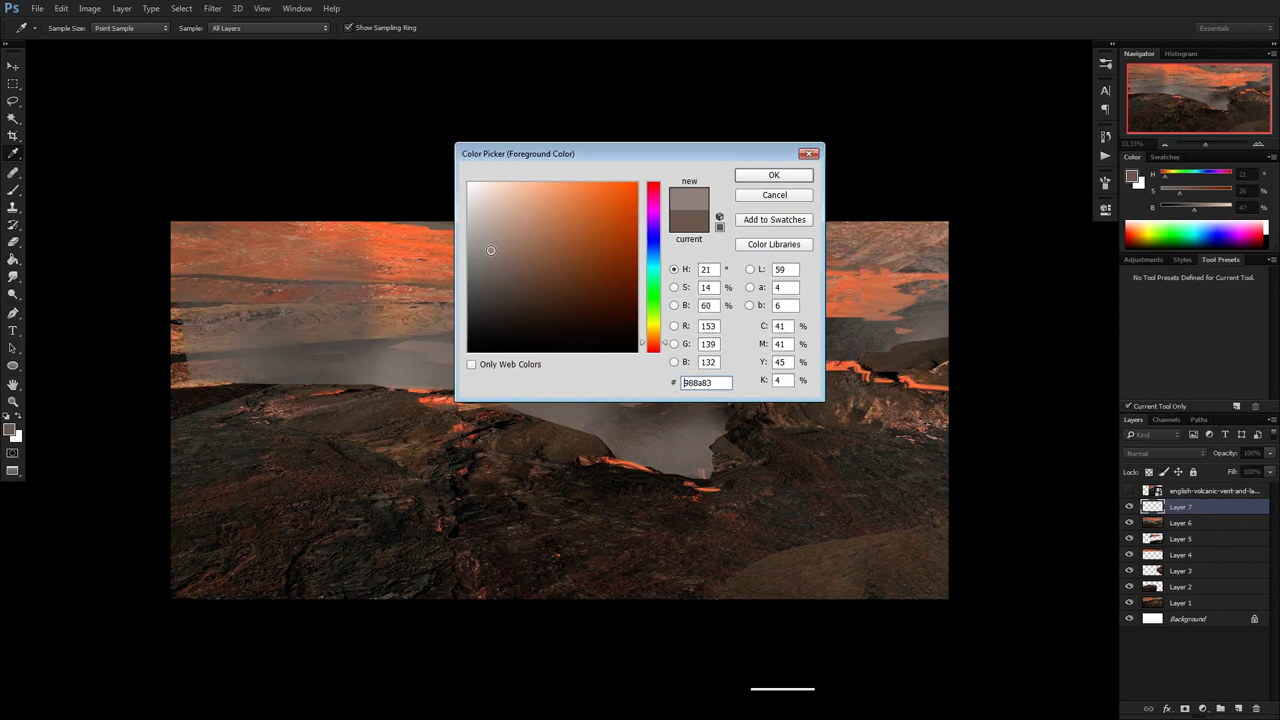 Ps File Edit Image Layer Type Select Filter 3D View Window Help
Sample Size: Point Sample Sample: All Layers Show Sampling Ring Essentials
Navigator Histogram
33.33%
Color Swatches
H 21 °
S 26 %
B 47 %
Adjustments Styles Tool Presets
No Tool Presets Defined for Current Tool.
Current Tool Only
Layers Channels Paths
Kind
Normal Opacity: 100%
Lock: Fill: 100%
english-volcanic-vent-and-la...
Layer 7
Layer 6
Layer 5
Layer 4
Layer 3
Layer 2
Layer 1
Background
Color Picker (Foreground Color)
new
current
OK
Cancel
Add to Swatches
Color Libraries
H: 21 ° L: 59
S: 14 % a: 4
B: 60 % b: 6
R: 153 C: 41 %
G: 139 M: 41 %
B: 132 Y: 45 %
# 988a83 K: 4 %
Only Web Colors